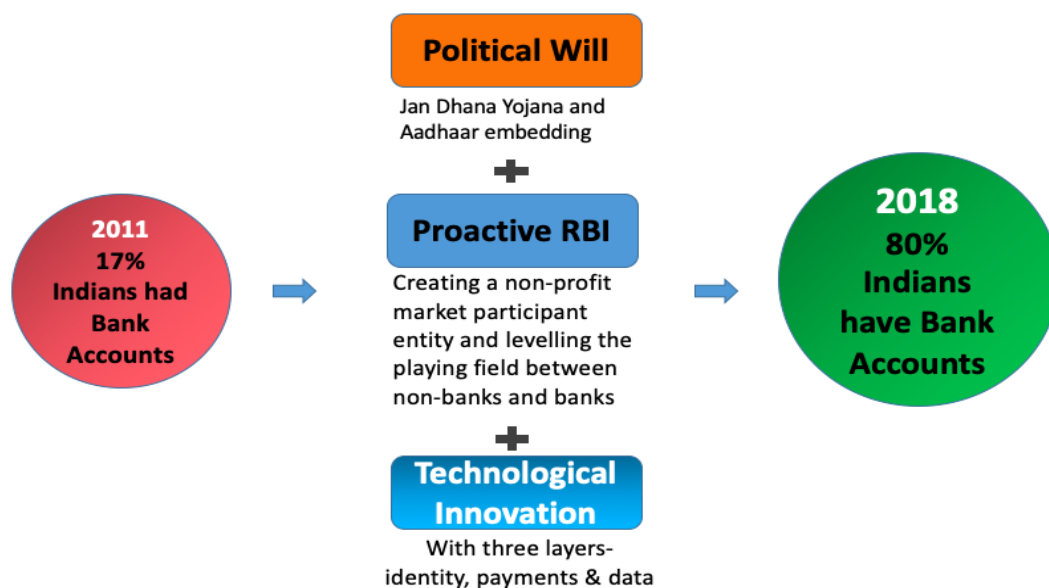 2011
17%
Indians had
Bank
Accounts
Political Will
Jan Dhana Yojana and
Aadhaar embedding
Proactive RBI
Creating a non-profit
market participant
entity and levelling the
playing field between
non-banks and banks
Technological
Innovation
With three layers-
identity, payments & data
2018
80%
Indians
have Bank
Accounts